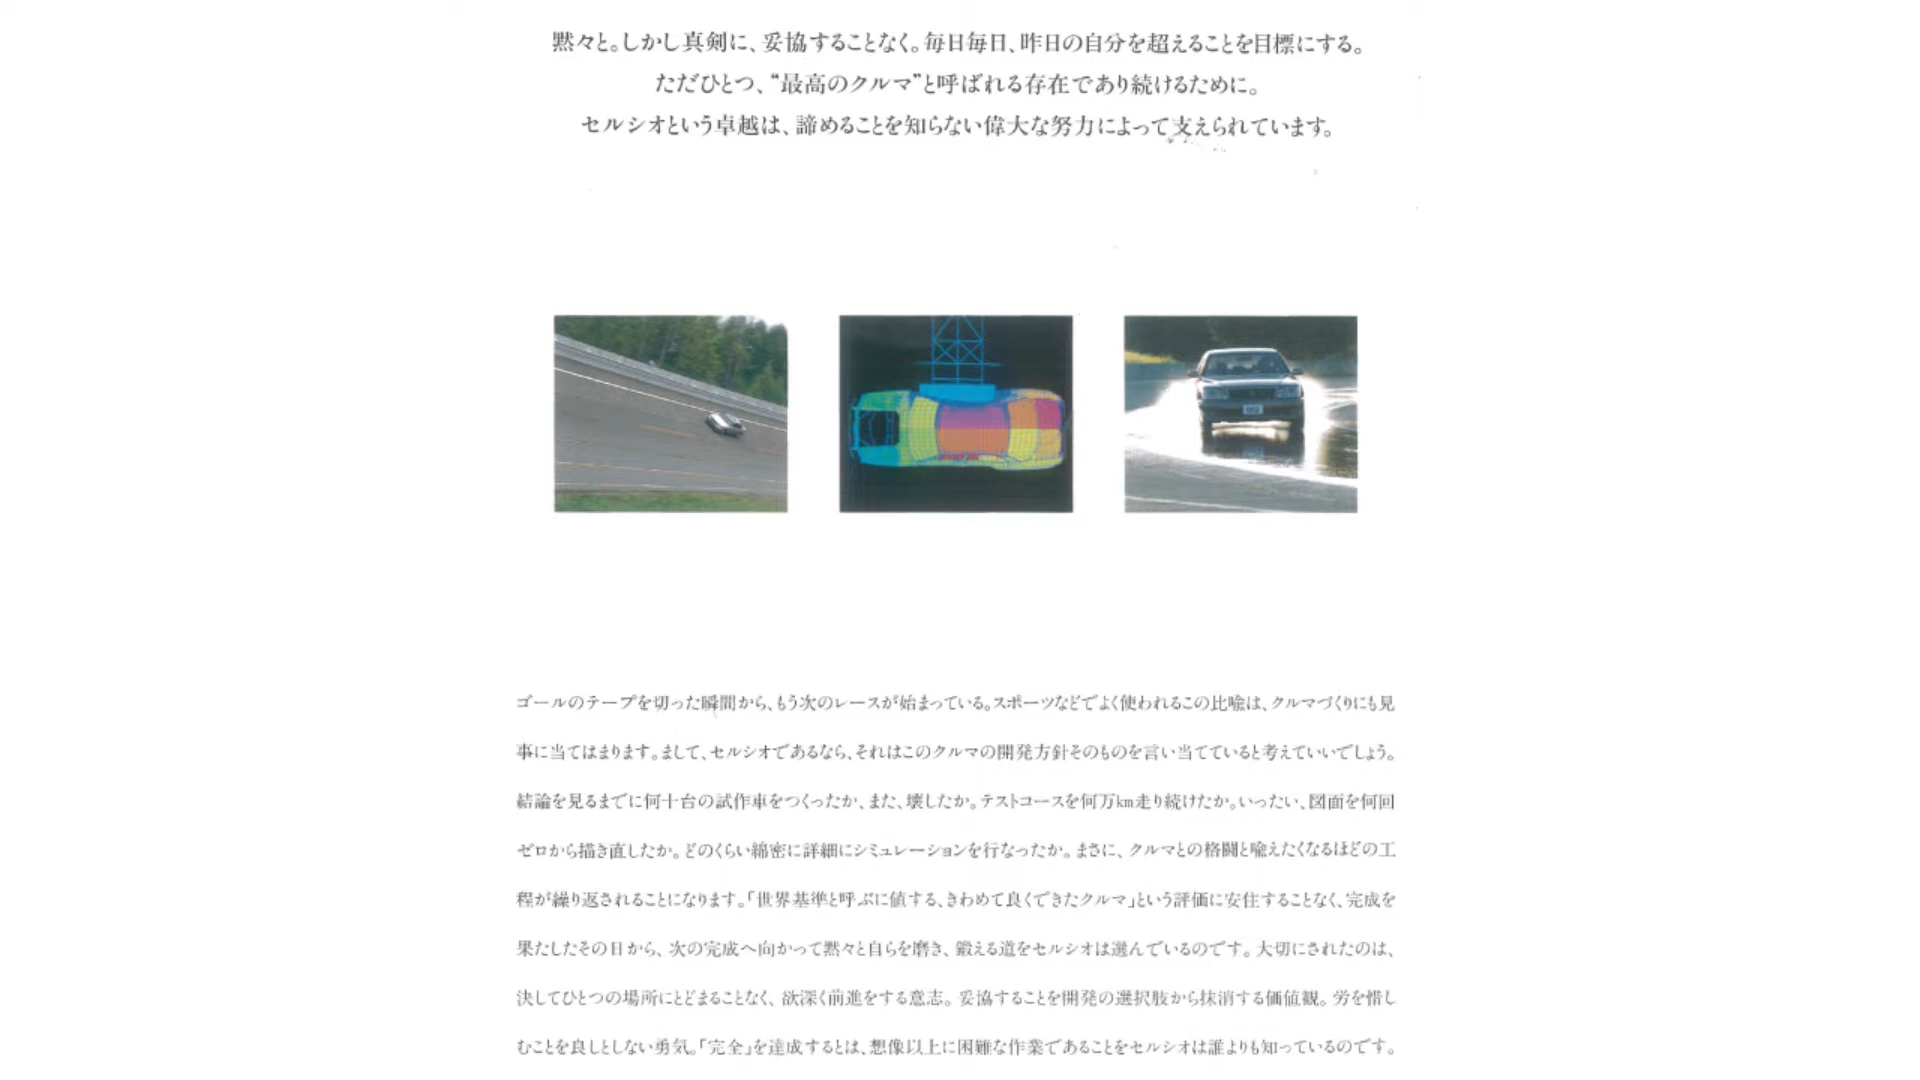 黙々と。しかし真剣に、妥協することなく。毎日毎日、昨日の自分を超えることを目標にする。
ただひとつ、“最高のクルマ”と呼ばれる存在であり続けるために。
セルシオという卓越は、諦めることを知らない偉大な努力によって支えられています。
ゴールのテープを切った瞬間から、もう次のレースが始まっている。スポーツなどでよく使われるこの比喩は、クルマづくりにも見
事に当てはまります。まして、セルシオであるなら、それはこのクルマの開発方針そのものを言い当てていると考えていいでしょう。
結論を見るまでに何十台の試作車をつくったか、また、壊したか。テストコースを何万km走り続けたか。いったい、図面を何回
ゼロから描き直したか。どのくらい綿密に詳細にシミュレーションを行なったか。まさに、クルマとの格闘と喩えたくなるほどの工
程が繰り返されることになります。「世界基準と呼ぶに値する、きわめて良くできたクルマ」という評価に安住することなく、完成を
果たしたその日から、次の完成へ向かって黙々と自らを磨き、鍛える道をセルシオは選んでいるのです。大切にされたのは、
決してひとつの場所にとどまることなく、欲深く前進をする意志。妥協することを開発の選択肢から抹消する価値観。労を惜し
むことを良しとしない勇気。「完全」を達成するとは、想像以上に困難な作業であることをセルシオは誰よりも知っているのです。